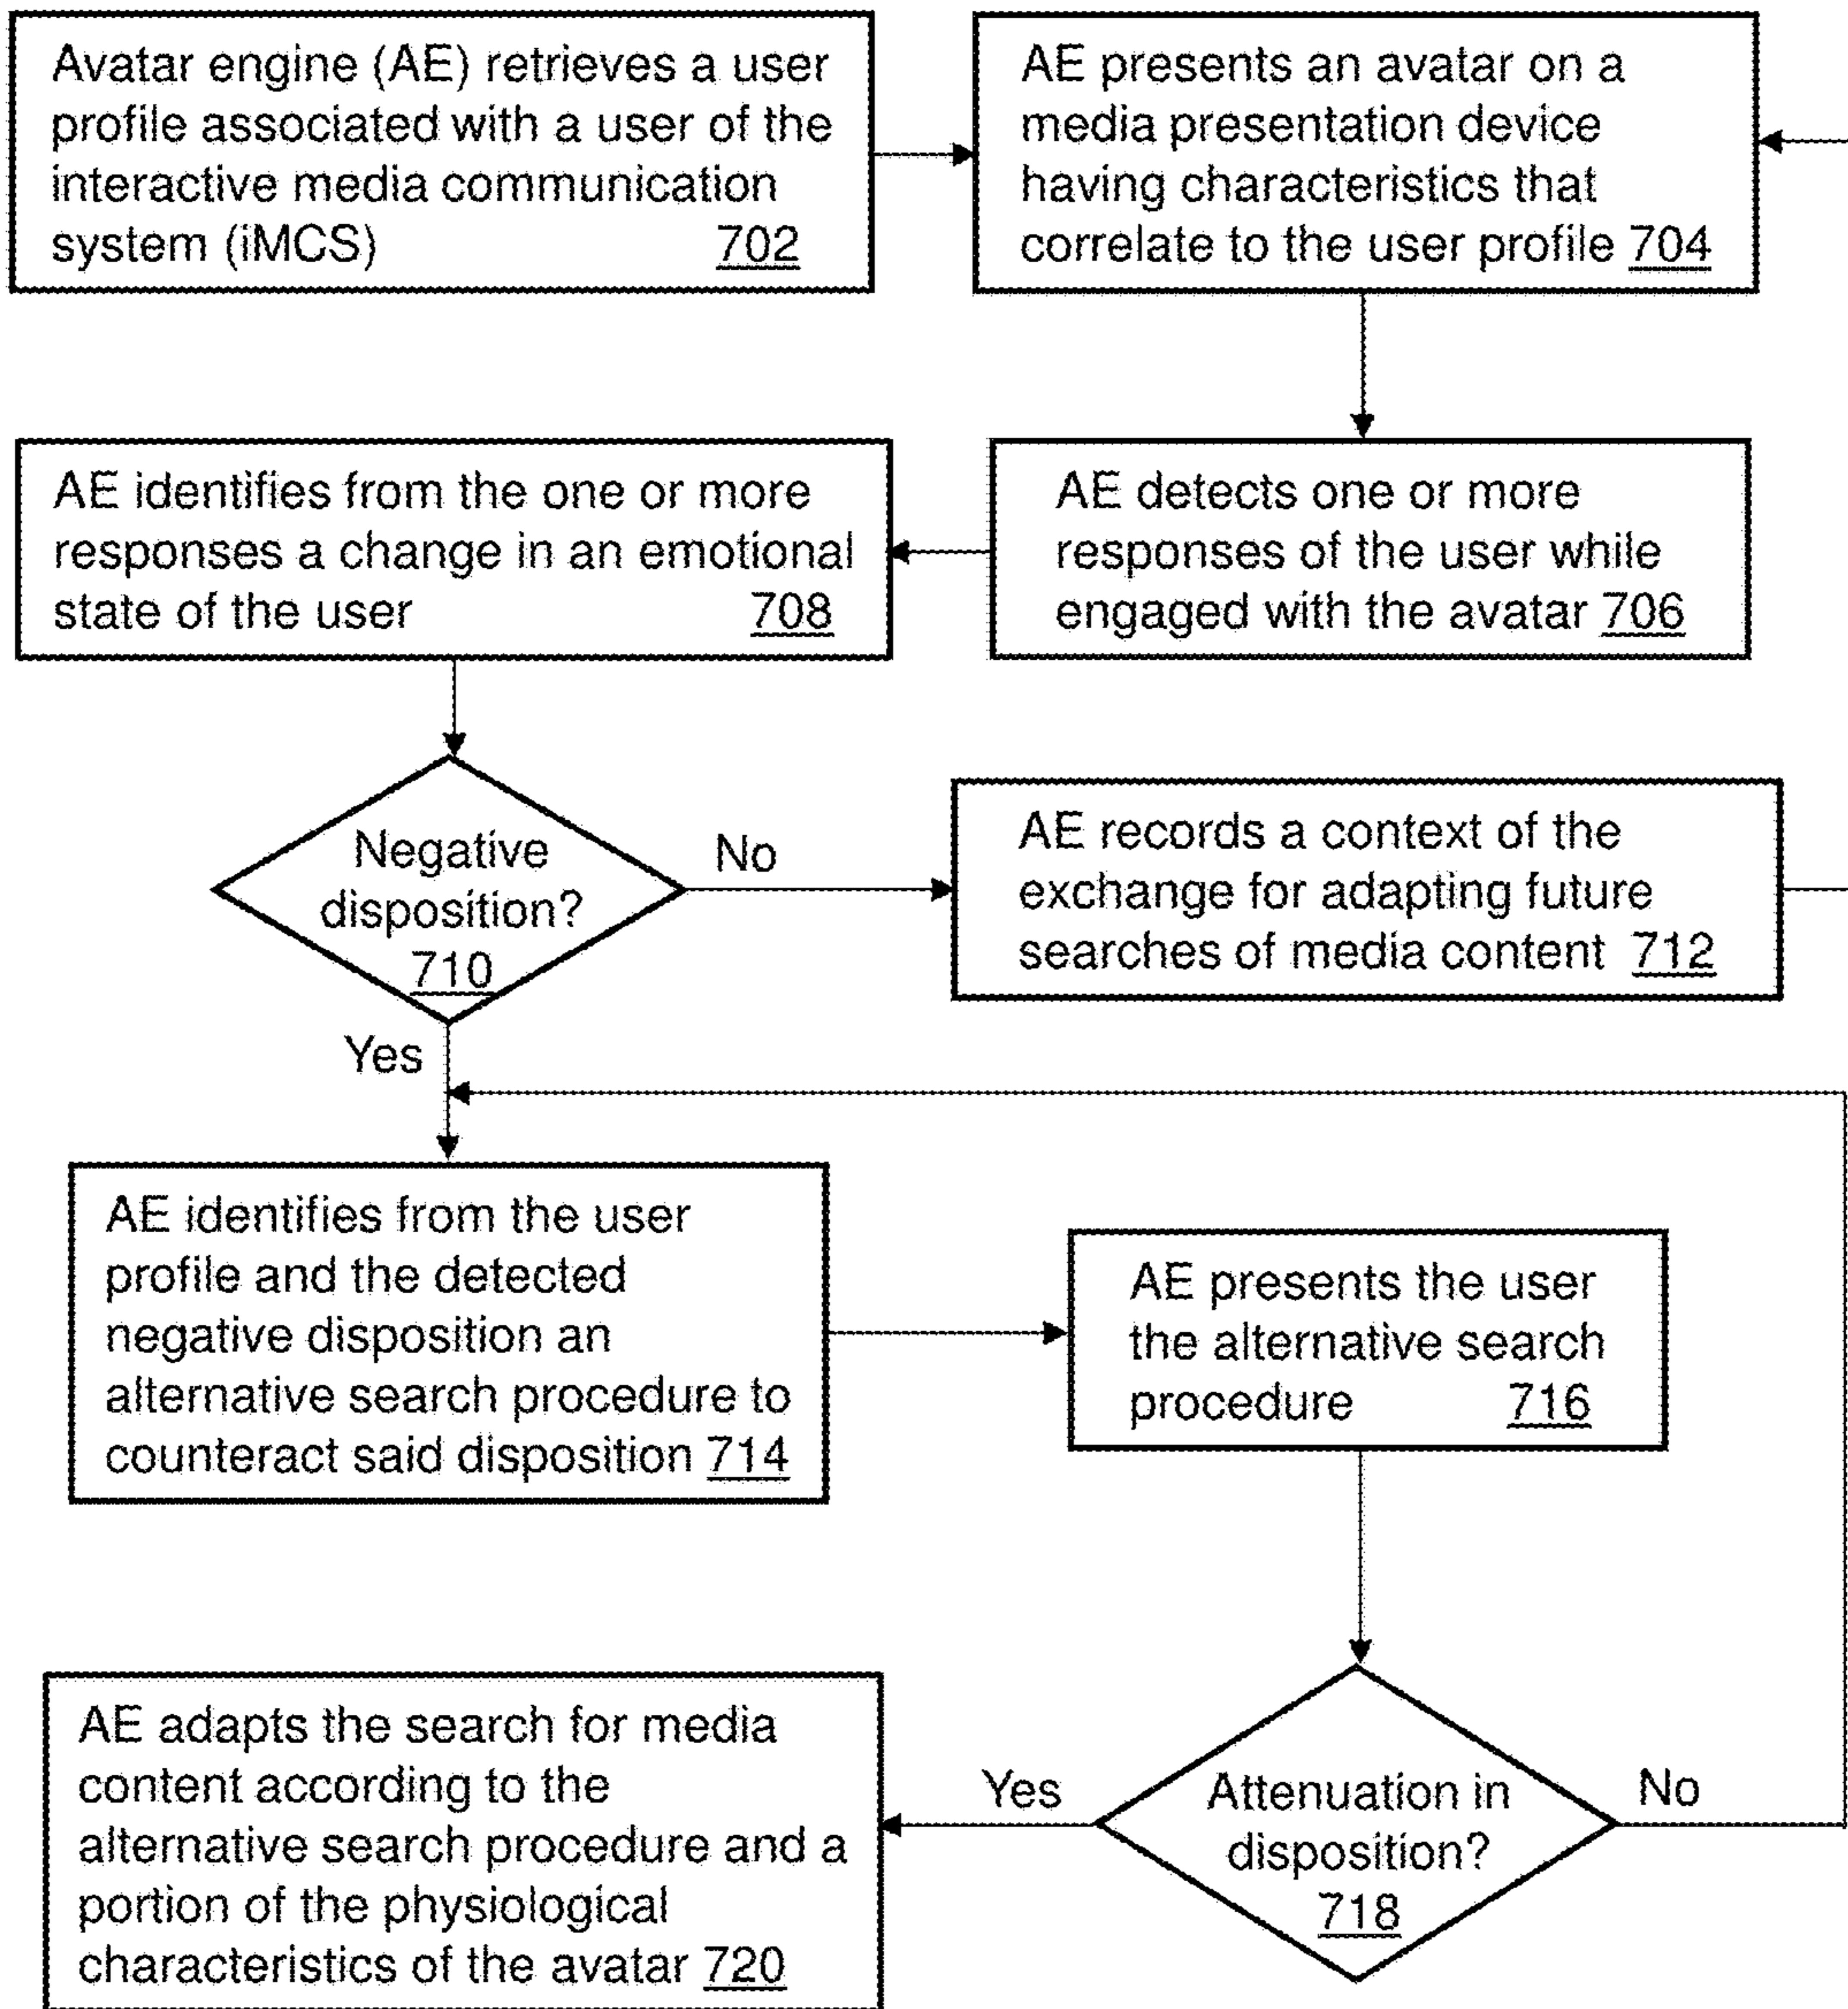 Avatar engine (AE) retrieves a user
profile associated with a user of the
interactive media communication
system (iMCS) 702
AE presents an avatar on a
media presentation device
having characteristics that
correlate to the user profile 704
AE detects one or more
responses of the user while
engaged with the avatar 706
AE identifies from the one or more
responses a change in an emotional
state of the user 708
Negative
disposition?
710
No
Yes
AE records a context of the
exchange for adapting future
searches of media content 712
AE identifies from the user
profile and the detected
negative disposition an
alternative search procedure to
counteract said disposition 714
AE presents the user
the alternative search
procedure 716
Attenuation in
disposition?
718
Yes
No
AE adapts the search for media
content according to the
alternative search procedure and a
portion of the physiological
characteristics of the avatar 720